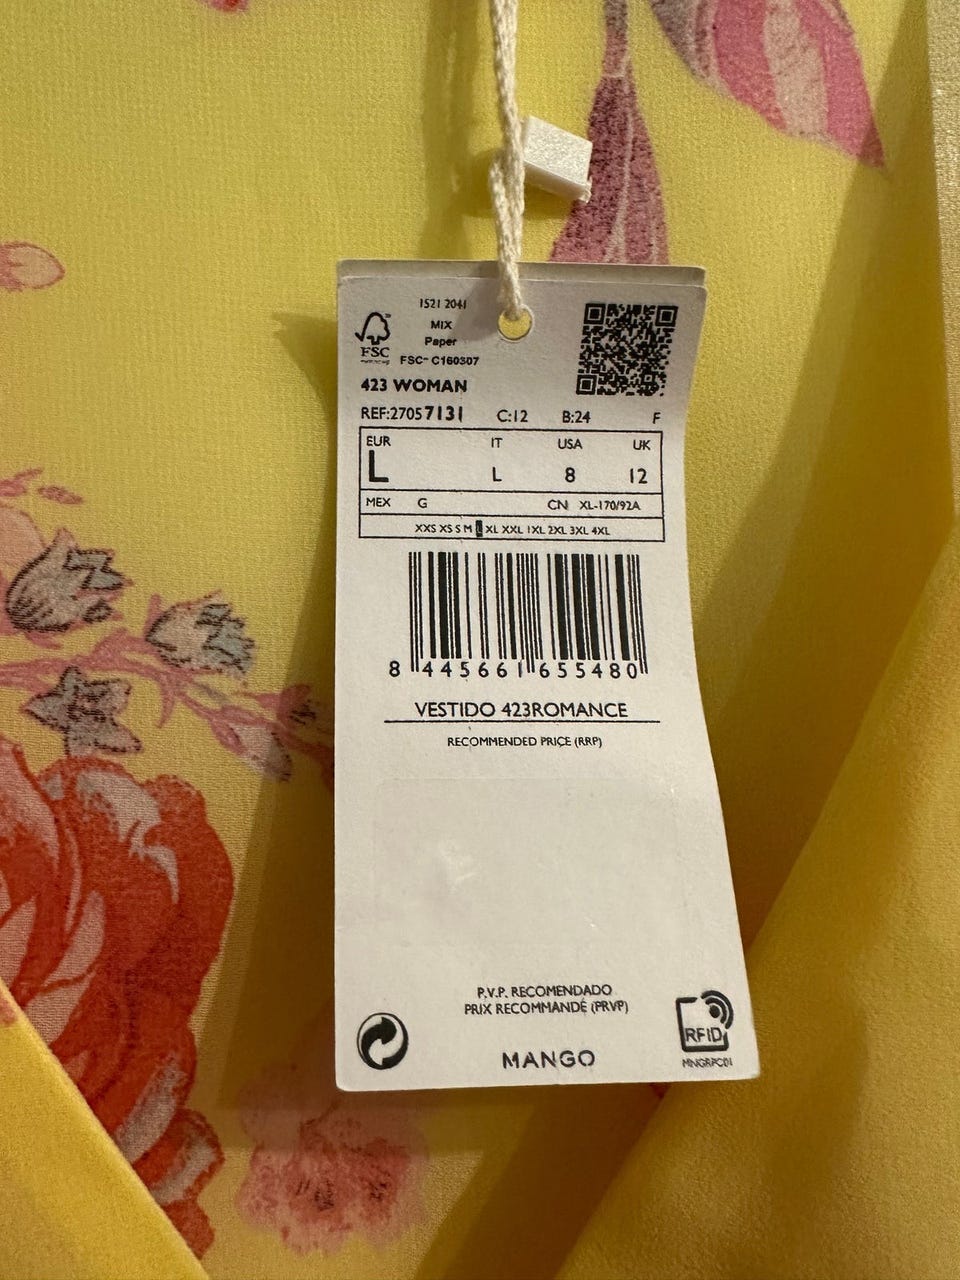 1521 2041
MIX
Paper
FSC
FSC™ C160307
423 WOMAN
REF:27057131 C:12 B:24 F
EUR IT USA UK
L L 8 12
MEX G CN XL-170/92A
XXS XS S M L XL XXL 1XL 2XL 3XL 4XL
8 445661 655480
VESTIDO 423ROMANCE
RECOMMENDED PRICE (RRP)
P.V.P. RECOMENDADO
PRIX RECOMMANDÉ (PRVP)
RFID
MANGO
MNGRPC01